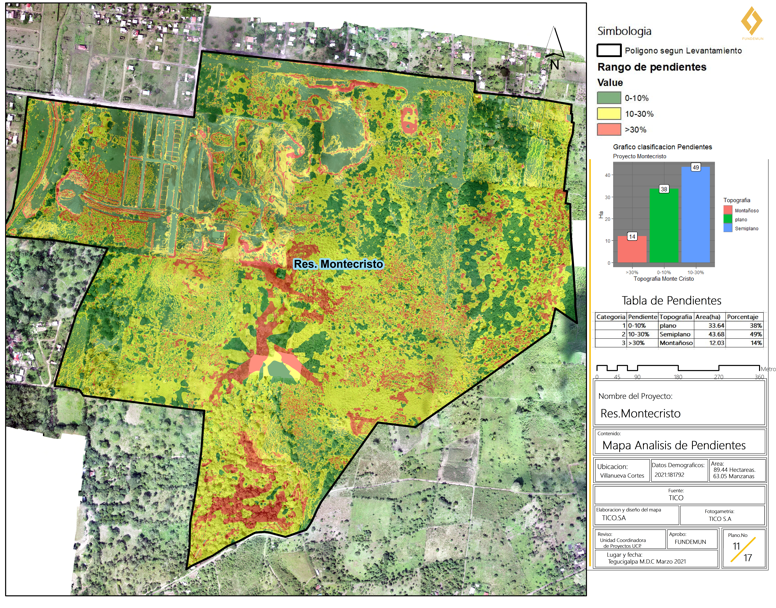 N
Res. Montecristo
Simbologia
Poligono segun Levantamiento
Rango de pendientes
Value
0-10%
10-30%
>30%
Grafico clasificacion Pendientes
Proyecto Montecristo
49
38
14
40
30
20
10
0
Ha
>30%
0-10%
10-30%
Topografia Monte Cristo
Topografia
Montañoso
plano
Semiplano
Tabla de Pendientes
Categoria Pendiente Topografia Area(ha) Porcentaje
1 0-10% plano 33.64 38%
2 10-30% Semiplano 43.68 49%
3 >30% Montañoso 12.03 14%
0 45 90 180 270 360
Metro
Nombre del Proyecto:
Res.Montecristo
Contenido:
Mapa Analisis de Pendientes
Ubicacion:
Villanueva Cortes
Datos Demograficos:
2021:181792
Area:
89.44 Hectareas.
63.05 Manzanas
Fuente
TICO
Elaboracion y diseño del mapa
TICO.SA
Fotogametria:
TICO S.A
Reviso:
Unidad Coordinadora
de Proyectos UCP
Aprobo:
FUNDEMUN
Lugar y fecha:
Tegucigalpa M.D.C Marzo 2021
Plano.No
11
17